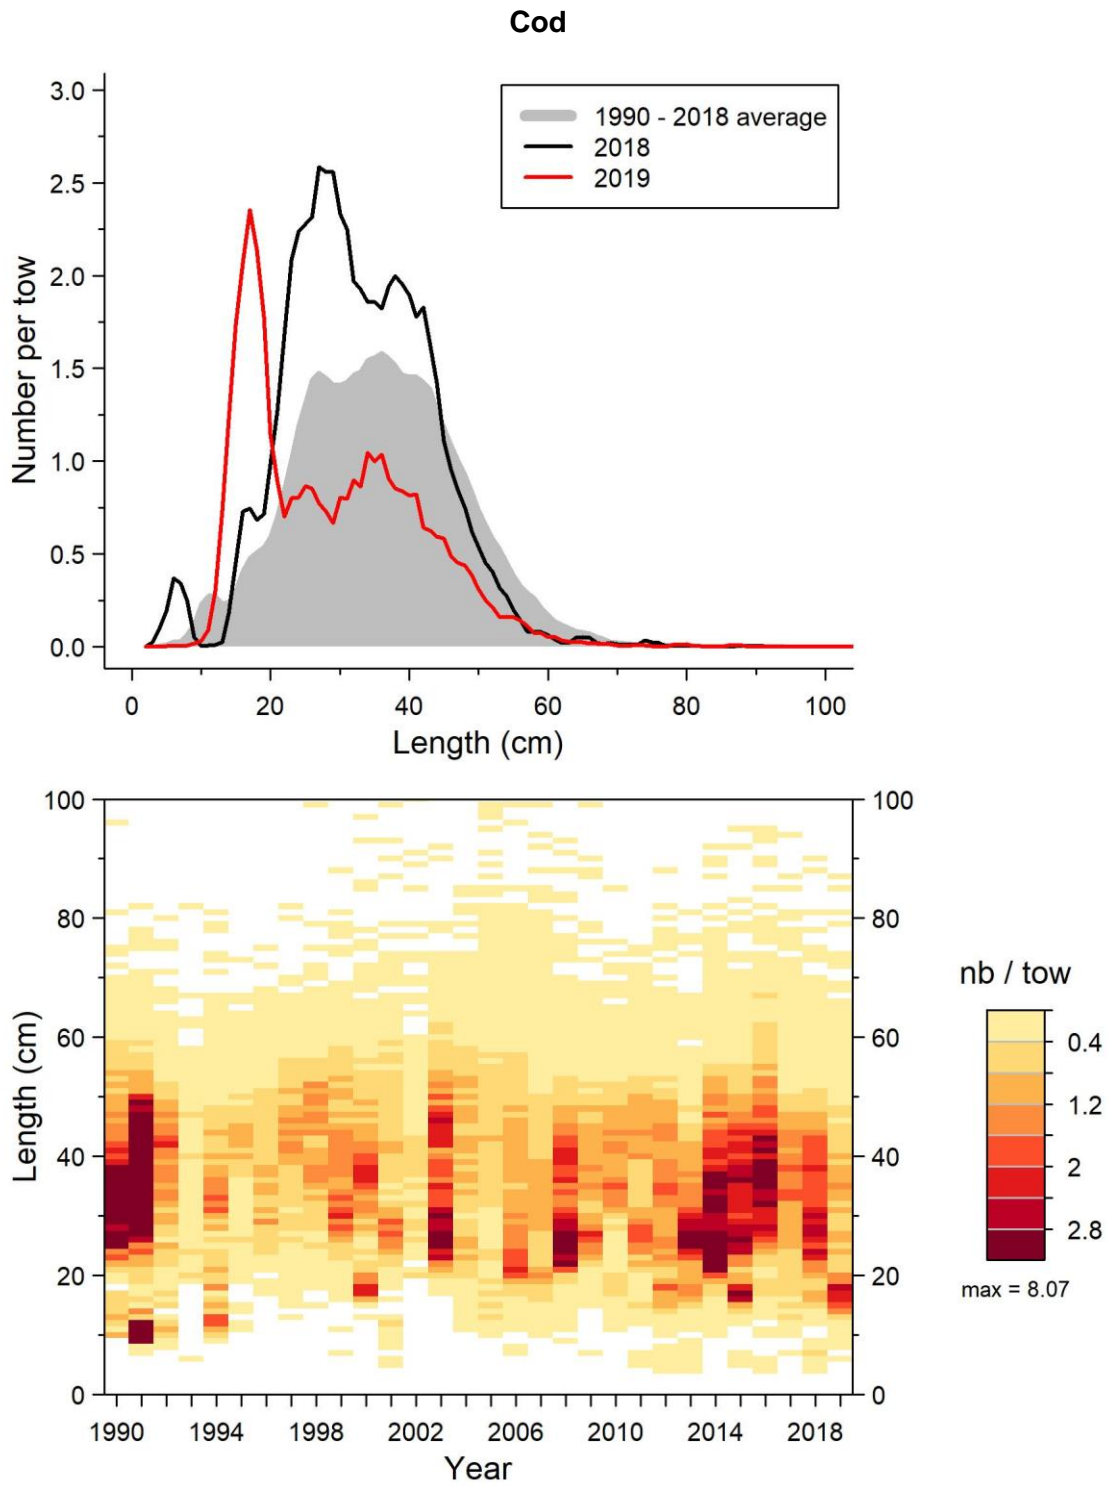 Cod
3.0
2.5
2.0
1.5
1.0
0.5
0.0
Number per tow
1990 - 2018 average
2018
2019
0 20 40 60 80 100
Length (cm)
100
80
60
40
20
0
Length (cm)
100
80
60
40
20
0
1990 1994 1998 2002 2006 2010 2014 2018
Year
nb / tow
0.4
1.2
2
2.8
max = 8.07